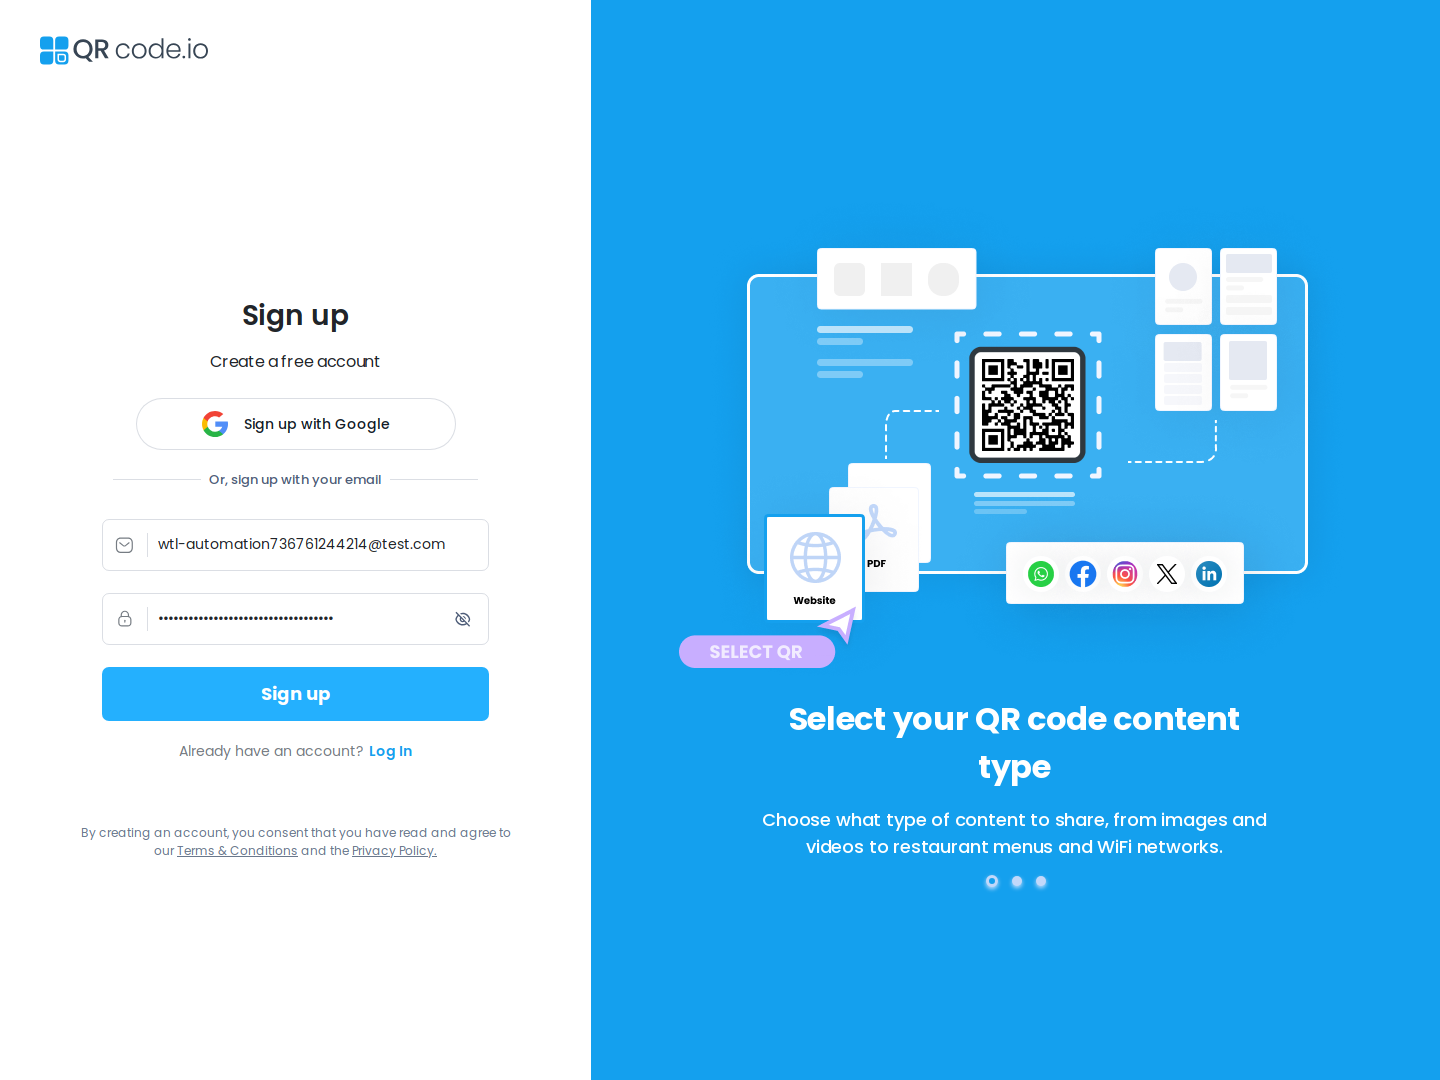 QR code.io
Sign up
Create a free account
Sign up with Google
Or, sign up with your email
wtl-automation736761244214@test.com
•••••••••••••••••••••••••••••••••••
Sign up
Already have an account? Log In
By creating an account, you consent that you have read and agree to
our Terms & Conditions and the Privacy Policy.
PDF
Website
SELECT QR
Select your QR code content
type
Choose what type of content to share, from images and
videos to restaurant menus and WiFi networks.